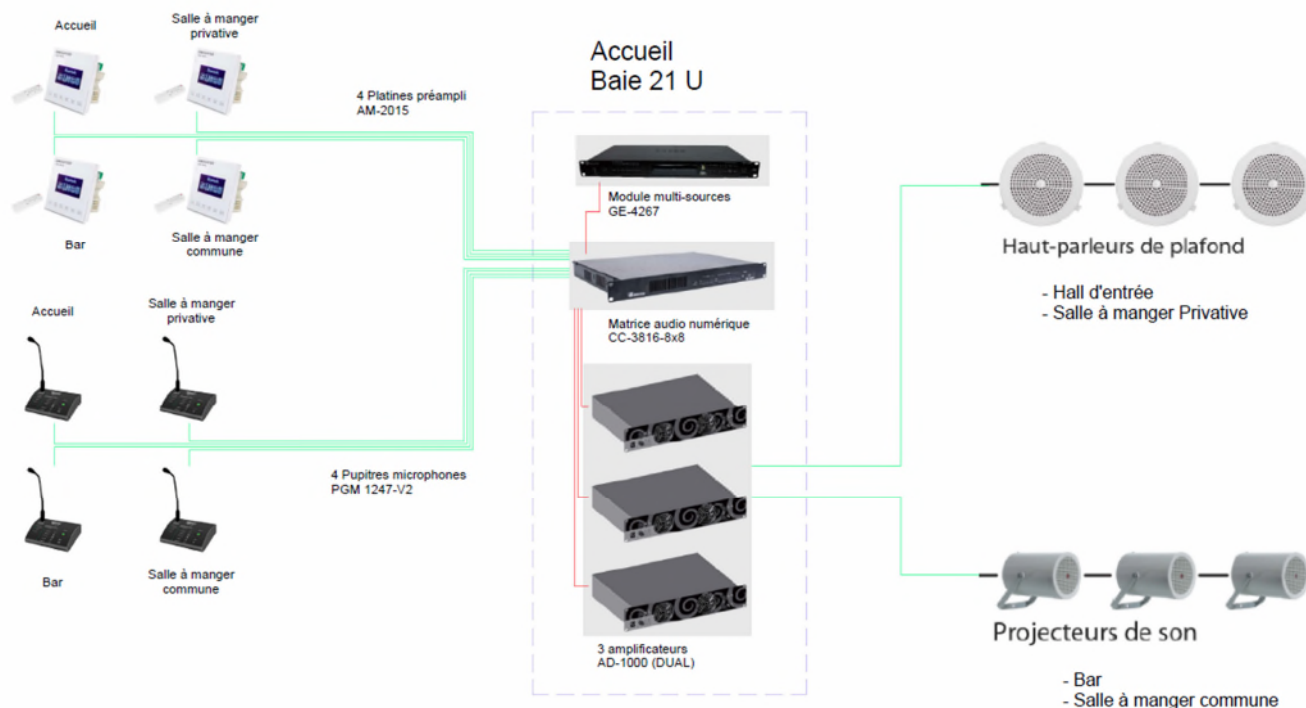 Accueil
Salle à manger
privative
4 Platines préampli
AM-2015
Bar
Salle à manger
commune
Accueil
Salle à manger
privative
4 Pupitres microphones
PGM 1247-V2
Bar
Salle à manger
commune
Accueil
Baie 21 U
Module multi-sources
GE-4267
Matrice audio numérique
CC-3816-8x8
3 amplificateurs
AD-1000 (DUAL)
Haut-parleurs de plafond
- Hall d'entrée
- Salle à manger Privative
Projecteurs de son
- Bar
- Salle à manger commune